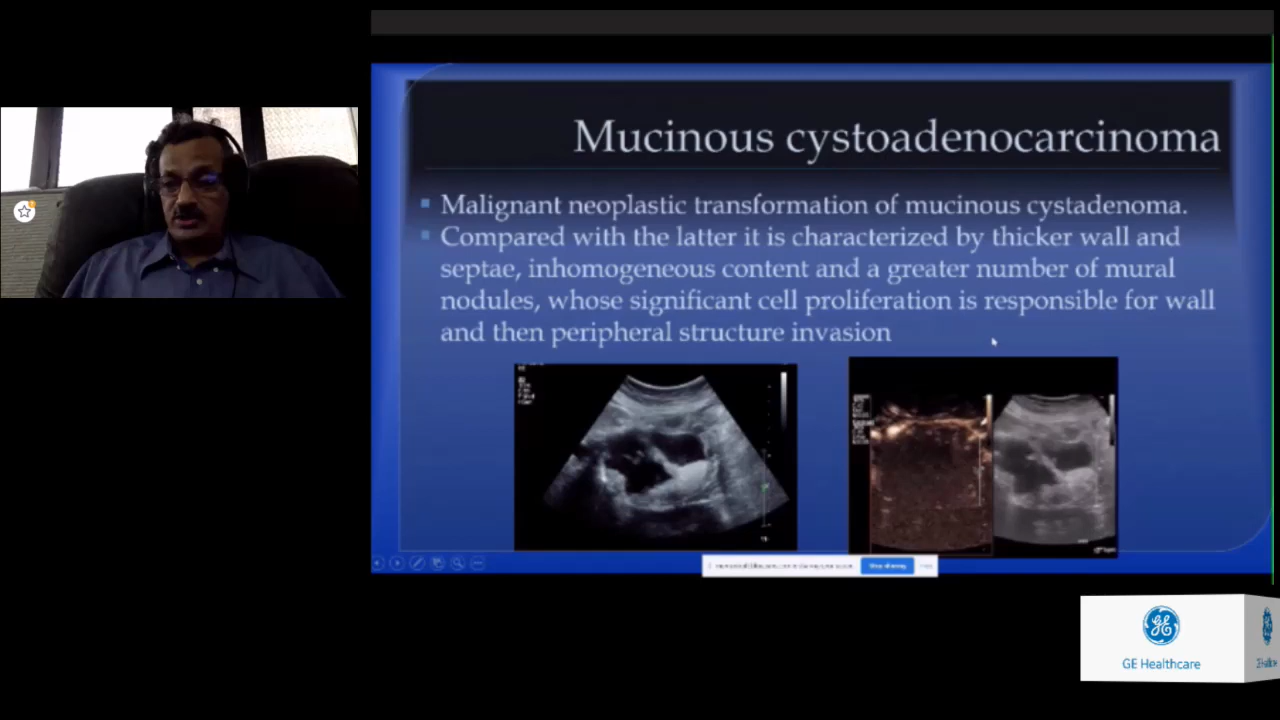 Mucinous cystoadenocarcinoma
Malignant neoplastic transformation of mucinous cystadenoma.
Compared with the latter it is characterized by thicker wall and
septae, inhomogeneous content and a greater number of mural
nodules, whose significant cell proliferation is responsible for wall
and then peripheral structure invasion
Stop sharing
GE Healthcare